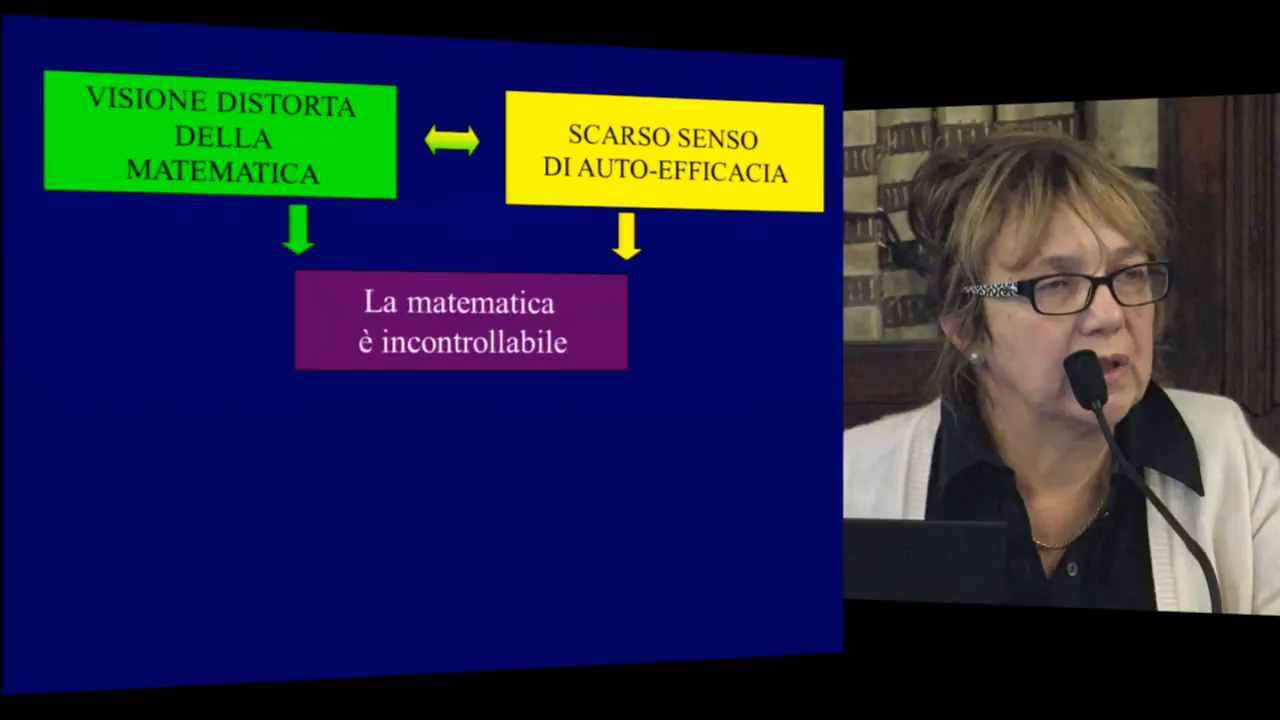 VISIONE DISTORTA
DELLA
MATEMATICA
SCARSO SENSO
DI AUTO-EFFICACIA
La matematica
è incontrollabile